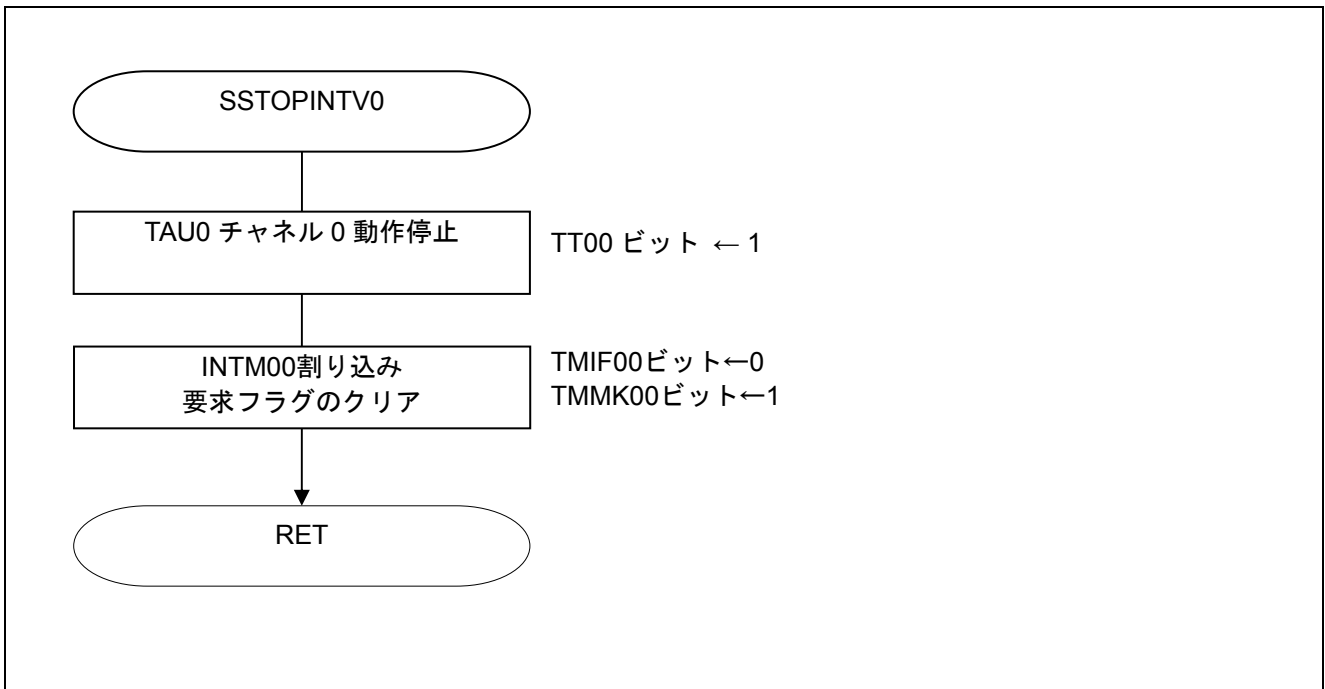 SSTOPINTV0
TAU0 チャネル 0 動作停止
TT00 ビット ← 1
INTM00割り込み
要求フラグのクリア
TMIF00ビット←0
TMMK00ビット←1
RET